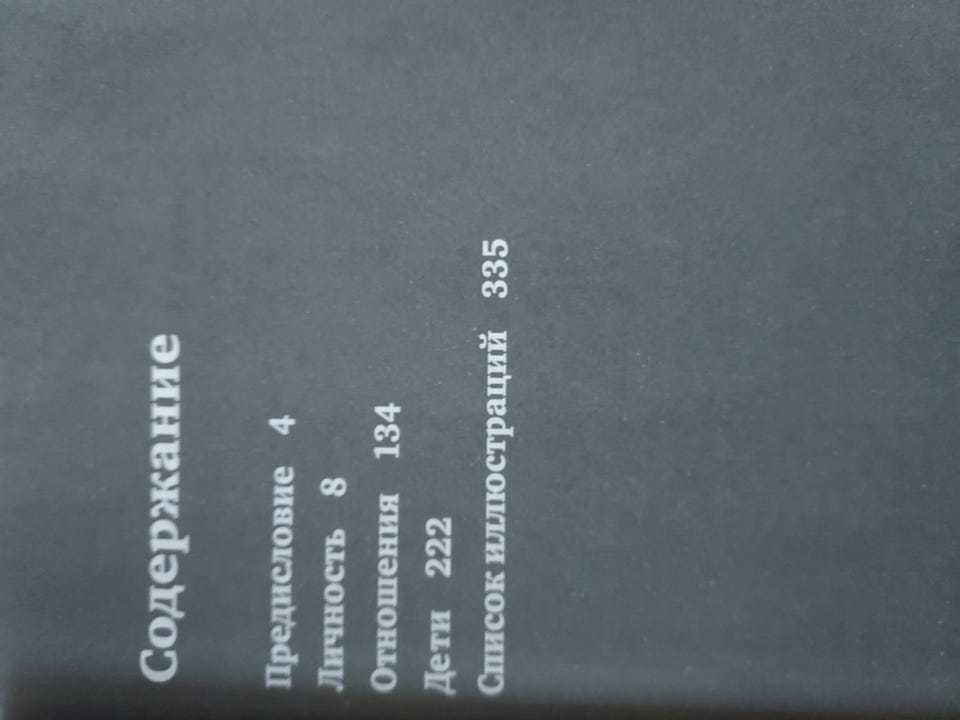 Содержание
Предисловие 4
Личность 8
Отношения 134
Дети 222
Список иллюстраций 335